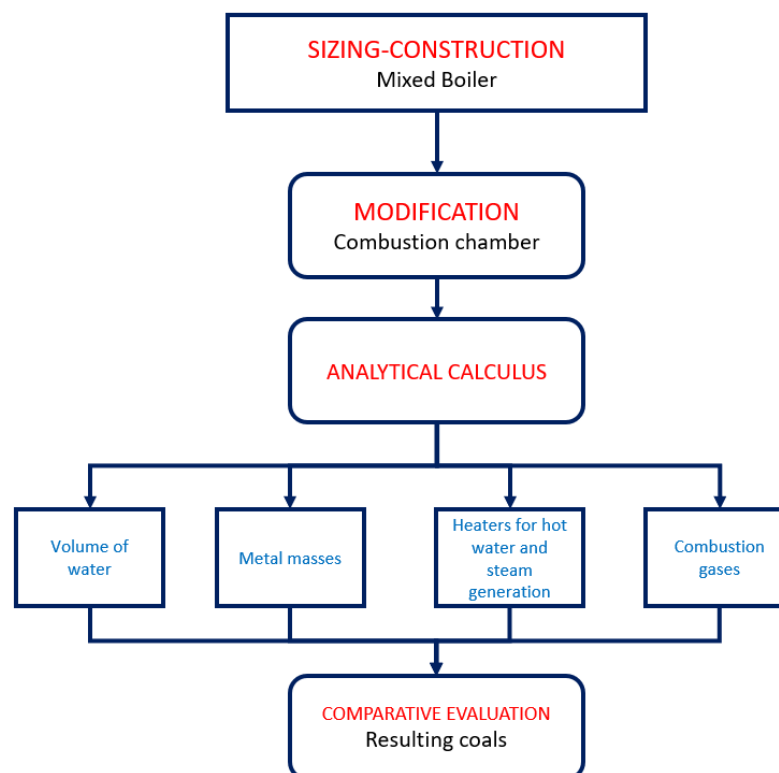 SIZING-CONSTRUCTION
Mixed Boiler
MODIFICATION
Combustion chamber
ANALYTICAL CALCULUS
Volume of
water
Metal masses
Heaters for hot
water and
steam
generation
Combustion
gases
COMPARATIVE EVALUATION
Resulting coals